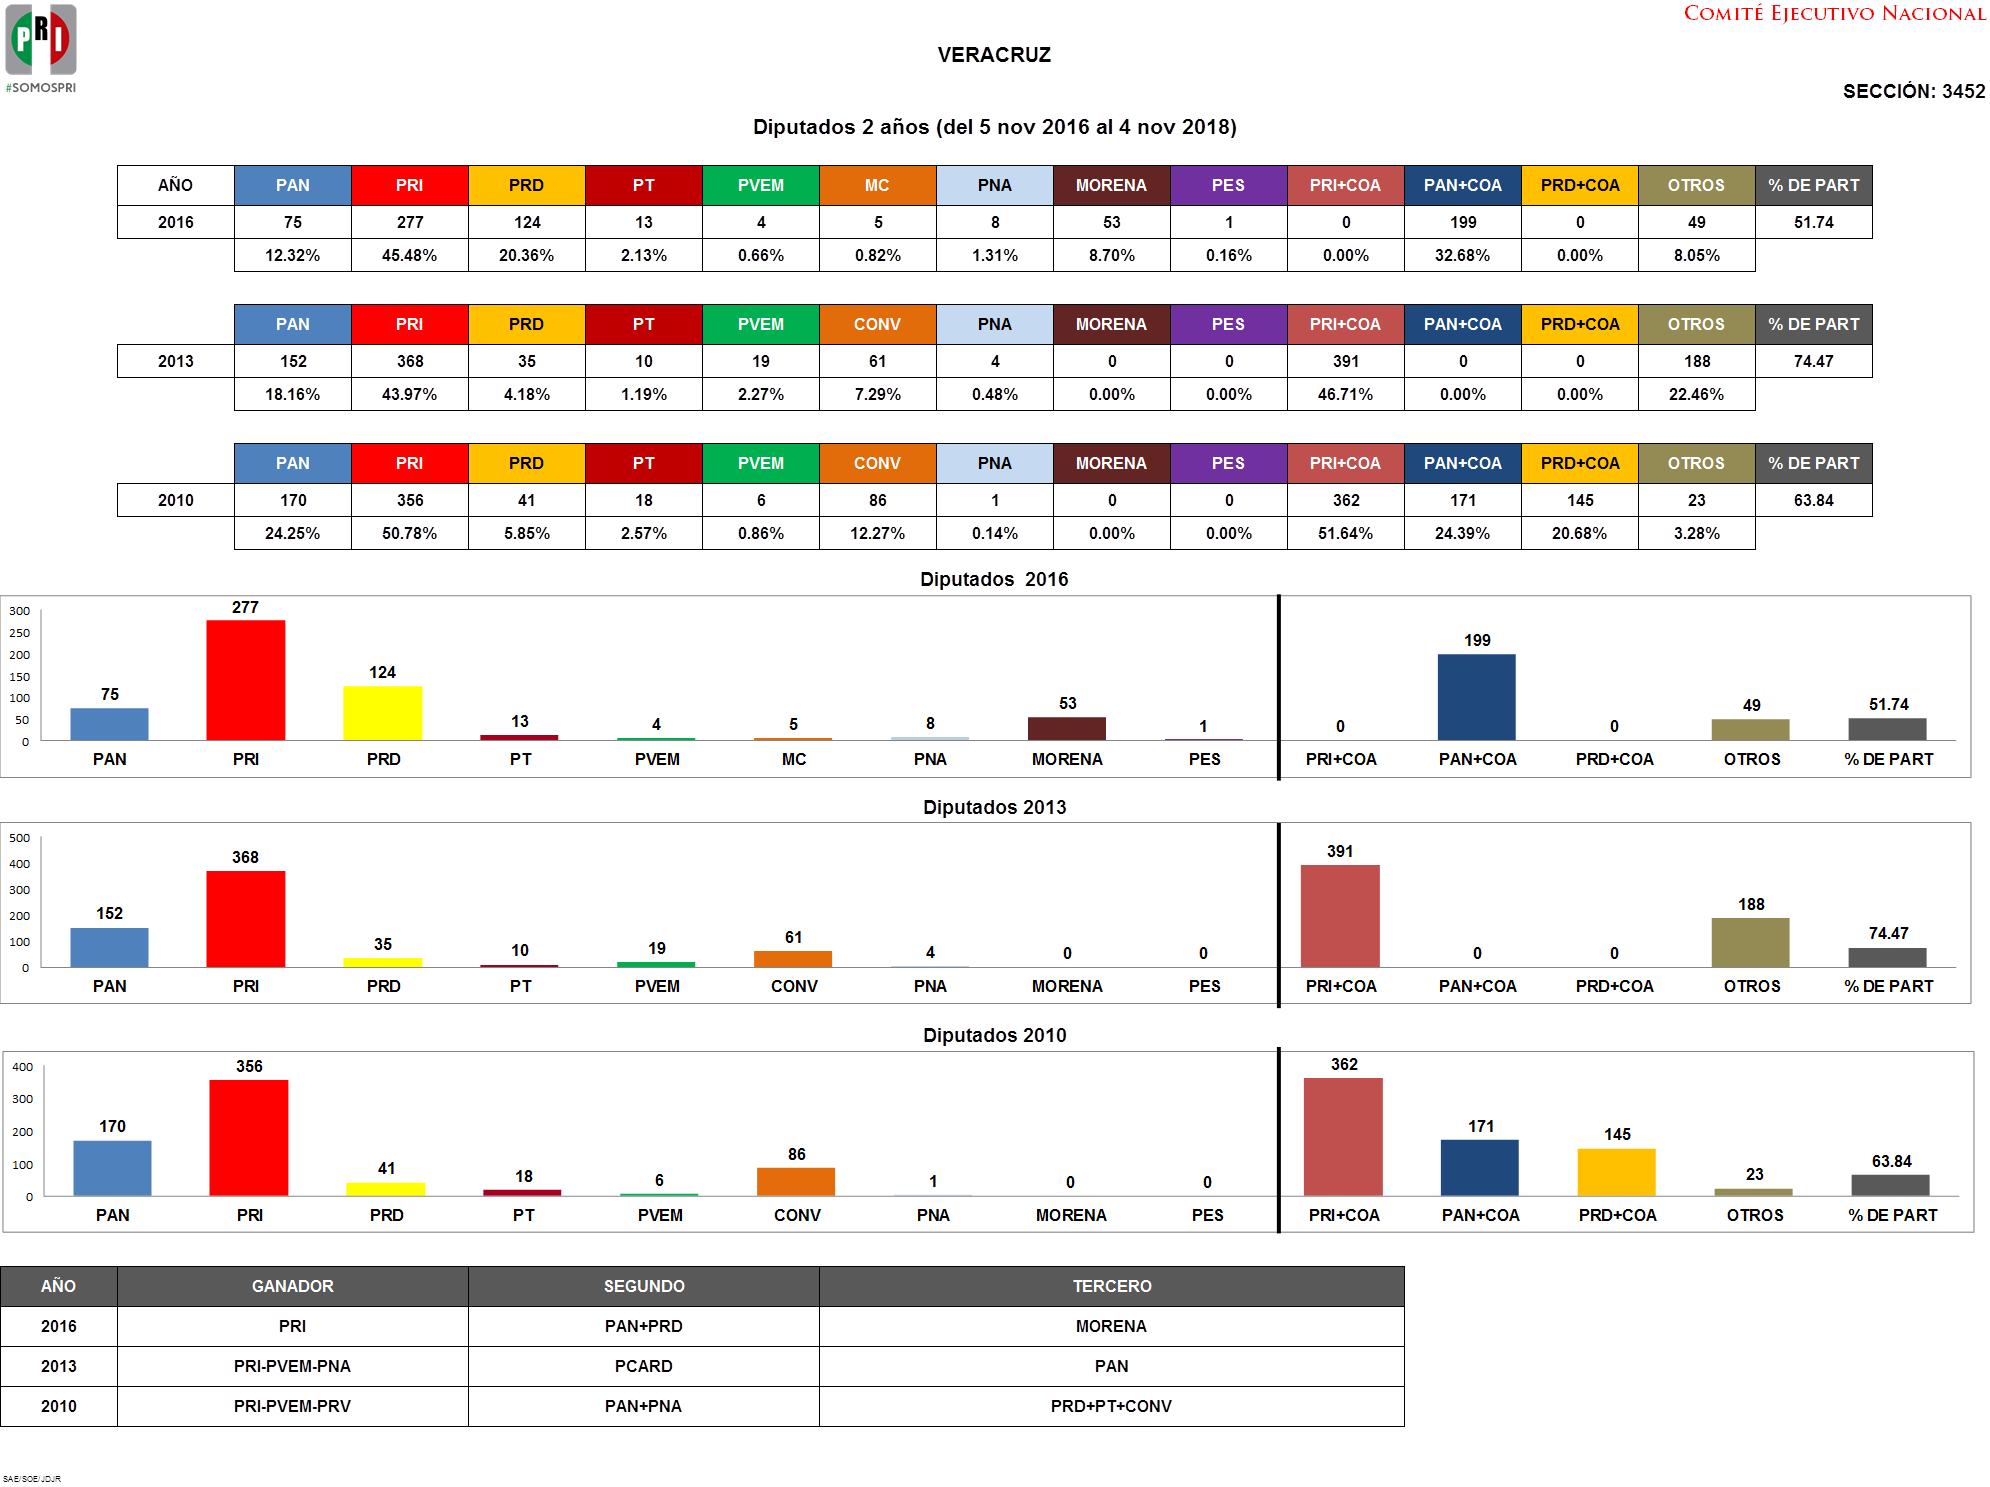 PRI
#SOMOSPRI
COMITÉ EJECUTIVO NACIONAL
VERACRUZ
SECCIÓN: 3452
Diputados 2 años (del 5 nov 2016 al 4 nov 2018)
AÑO PAN PRI PRD PT PVEM MC PNA MORENA PES PRI+COA PAN+COA PRD+COA OTROS % DE PART
2016 75 277 124 13 4 5 8 53 1 0 199 0 49 51.74
12.32% 45.48% 20.36% 2.13% 0.66% 0.82% 1.31% 8.70% 0.16% 0.00% 32.68% 0.00% 8.05%
PAN PRI PRD PT PVEM CONV PNA MORENA PES PRI+COA PAN+COA PRD+COA OTROS % DE PART
2013 152 368 35 10 19 61 4 0 0 391 0 0 188 74.47
18.16% 43.97% 4.18% 1.19% 2.27% 7.29% 0.48% 0.00% 0.00% 46.71% 0.00% 0.00% 22.46%
PAN PRI PRD PT PVEM CONV PNA MORENA PES PRI+COA PAN+COA PRD+COA OTROS % DE PART
2010 170 356 41 18 6 86 1 0 0 362 171 145 23 63.84
24.25% 50.78% 5.85% 2.57% 0.86% 12.27% 0.14% 0.00% 0.00% 51.64% 24.39% 20.68% 3.28%
Diputados 2016
300
250
200
150
100
50
0
75 277 124 13 4 5 8 53 1 0 199 0 49 51.74
PAN PRI PRD PT PVEM MC PNA MORENA PES PRI+COA PAN+COA PRD+COA OTROS % DE PART
Diputados 2013
500
400
300
200
100
0
152 368 35 10 19 61 4 0 0 391 0 0 188 74.47
PAN PRI PRD PT PVEM CONV PNA MORENA PES PRI+COA PAN+COA PRD+COA OTROS % DE PART
Diputados 2010
400
300
200
100
0
170 356 41 18 6 86 1 0 0 362 171 145 23 63.84
PAN PRI PRD PT PVEM CONV PNA MORENA PES PRI+COA PAN+COA PRD+COA OTROS % DE PART
AÑO GANADOR SEGUNDO TERCERO
2016 PRI PAN+PRD MORENA
2013 PRI-PVEM-PNA PCARD PAN
2010 PRI-PVEM-PRV PAN+PNA PRD+PT+CONV
SAE/SOE/JDJR